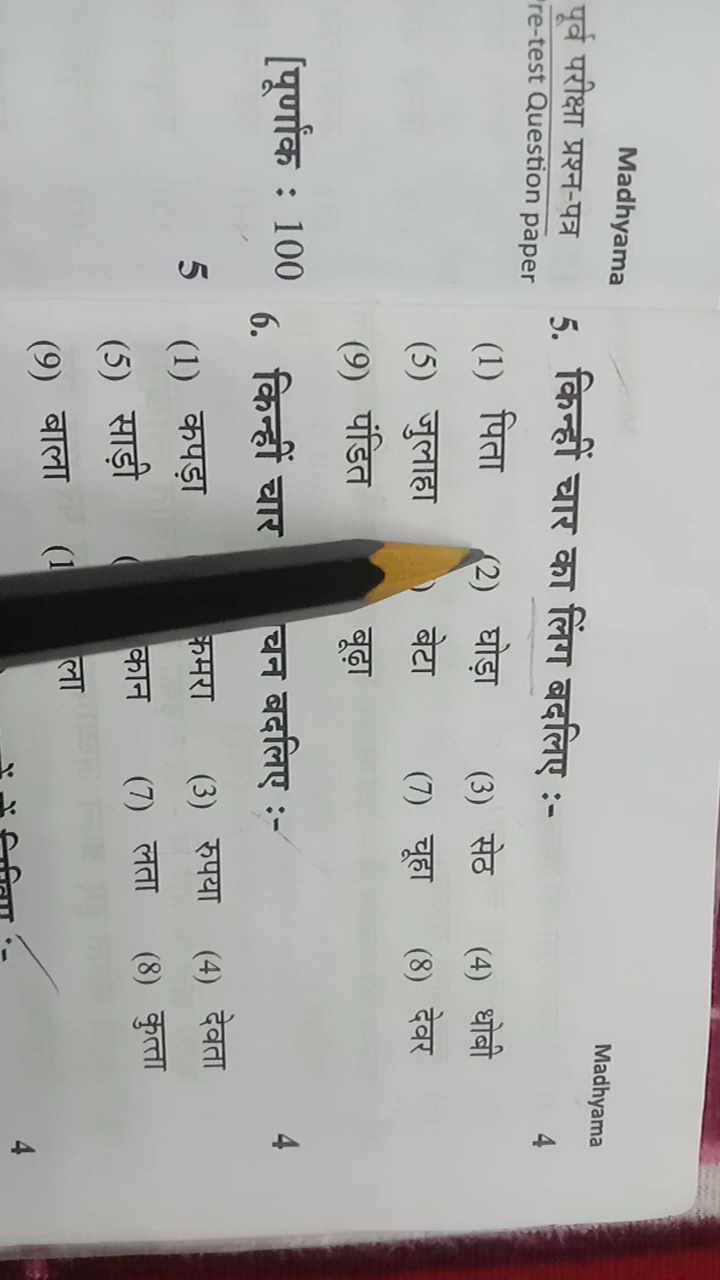 Madhyama
पूर्व परीक्षा प्रश्न-पत्र
re-test Question paper
[पूर्णांक : 100
5
Madhyama
5. किन्हीं चार का लिंग बदलिए :- 4
(1) पिता (2) घोड़ा (3) सेठ (4) धोबी
(5) जुलाहा बेटा (7) चूहा (8) देवर
(9) पंडित बूढ़ा
6. किन्हीं चार चन बदलिए :- 4
(1) कपड़ा कमरा (3) रुपया (4) देवता
(5) साड़ी कान (7) लता (8) कुत्ता
(9) बाला (1 ला
4